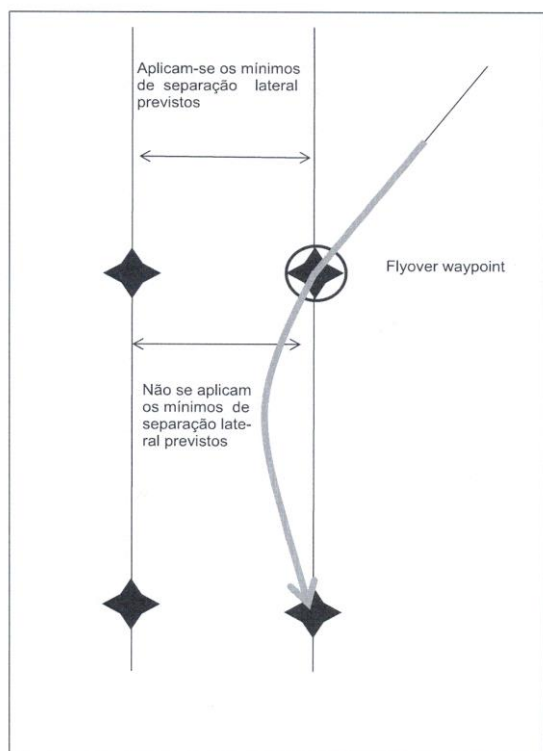 Aplicam-se os mínimos
de separação lateral
previstos
Flyover waypoint
Não se aplicam
os mínimos de
separação late-
ral previstos